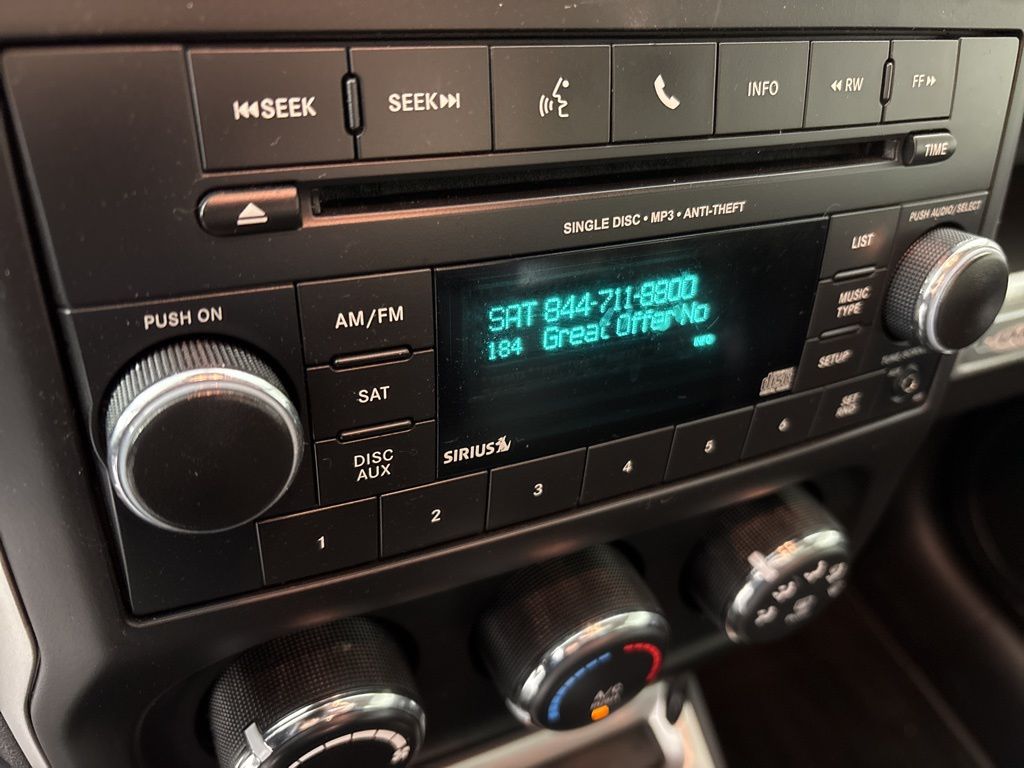 SEEK
SEEK
INFO
RW
FF
TIME
SINGLE DISC • MP3 • ANTI-THEFT
PUSH AUDIO/SELECT
PUSH ON
AM/FM
SAT
DISC
AUX
SAT 844-711-8800
184 Great Offer No
INFO
SIRIUS
LIST
MUSIC
TYPE
SETUP
SET
1
2
3
4
5
6
A/C